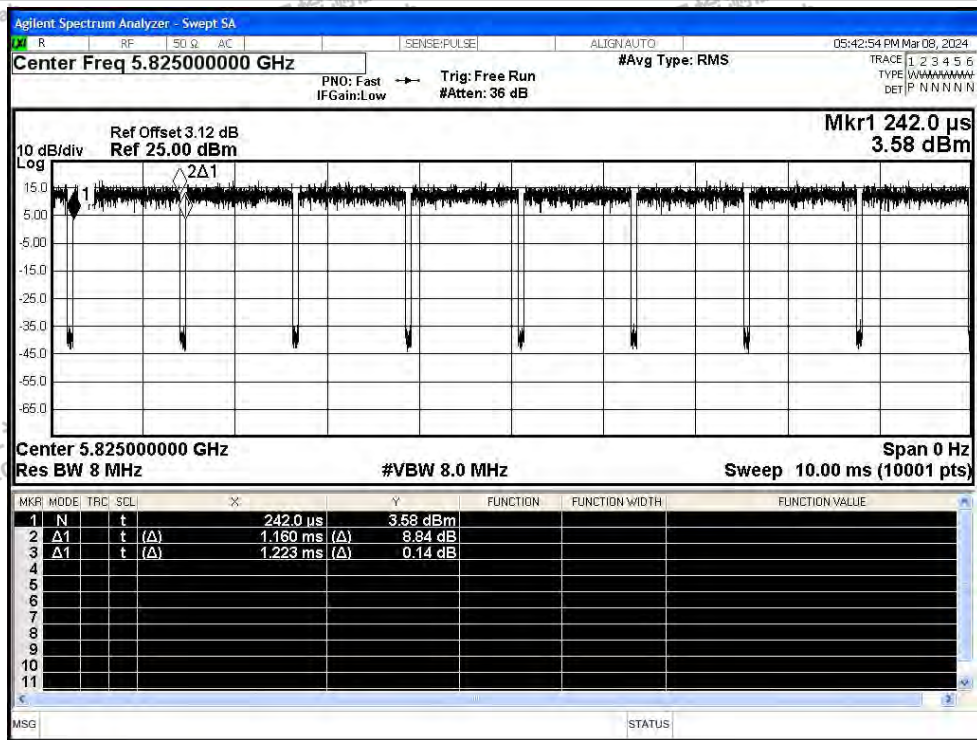 Agilent Spectrum Analyzer - Swept SA
R RF 50 Ω AC SENSE:PULSE ALIGN AUTO 05:42:54 PM Mar 08, 2024
Center Freq 5.825000000 GHz
PNO: Fast
IFGain:Low
Trig: Free Run
#Atten: 36 dB
#Avg Type: RMS
TRACE 1 2 3 4 5 6
TYPE
DET P N N N N N
Ref Offset 3.12 dB
10 dB/div Ref 25.00 dBm
Log
Mkr1 242.0 µs
3.58 dBm
2Δ1
1
15.0
5.00
-5.00
-15.0
-25.0
-35.0
-45.0
-55.0
-65.0
Center 5.825000000 GHz Span 0 Hz
Res BW 8 MHz #VBW 8.0 MHz Sweep 10.00 ms (10001 pts)
MKR MODE TRC SCL X Y FUNCTION FUNCTION WIDTH FUNCTION VALUE
1 N t 242.0 µs 3.58 dBm
2 Δ1 t (Δ) 1.160 ms (Δ) 8.84 dB
3 Δ1 t (Δ) 1.223 ms (Δ) 0.14 dB
4
5
6
7
8
9
10
11
MSG STATUS